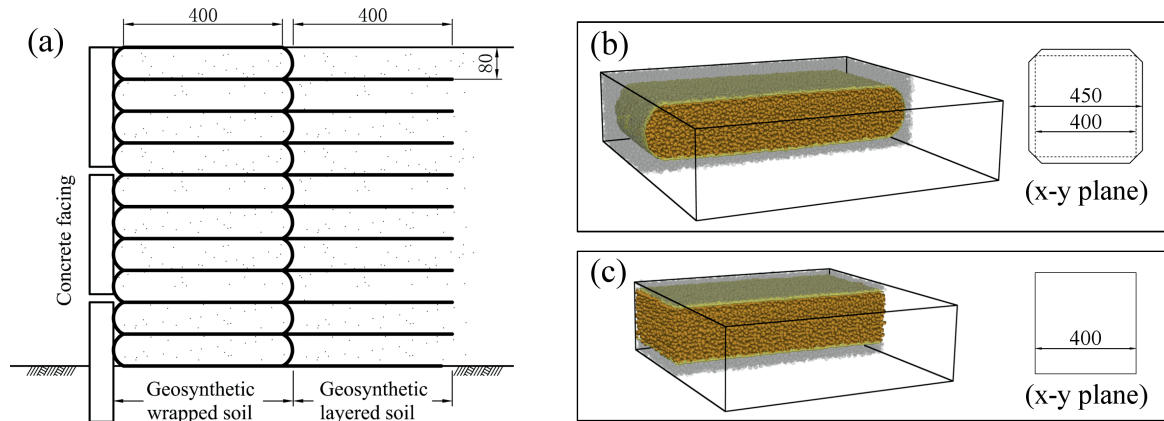 (a)
400
400
80
Concrete facing
Geosynthetic
wrapped soil
Geosynthetic
layered soil
(b)
450
400
(x-y plane)
(c)
400
(x-y plane)